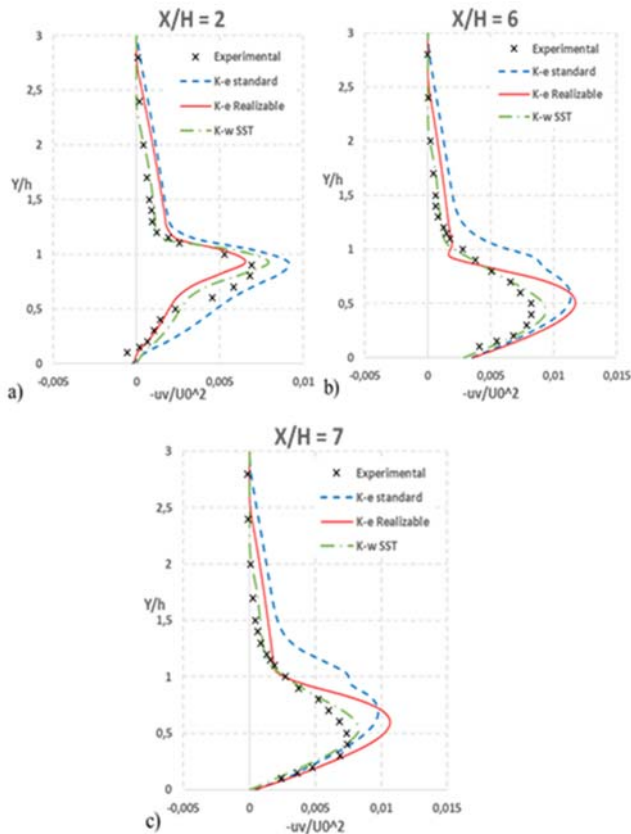 X/H = 2
3
2,5
2
1,5
1
0,5
0
Y/h
Experimental
K-e standard
K-e Realizable
K-w SST
-0,005
0
0,005
0,01
-uv/U0^2
a)
X/H = 6
3
2,5
2
1,5
1
0,5
0
Y/h
Experimental
K-e standard
K-e Realizable
K-w SST
-0,005
0
0,005
0,01
0,015
-uv/U0^2
b)
X/H = 7
3
2,5
2
1,5
1
0,5
0
Y/h
Experimental
K-e standard
K-e Realizable
K-w SST
-0,005
0
0,005
0,01
0,015
-uv/U0^2
c)